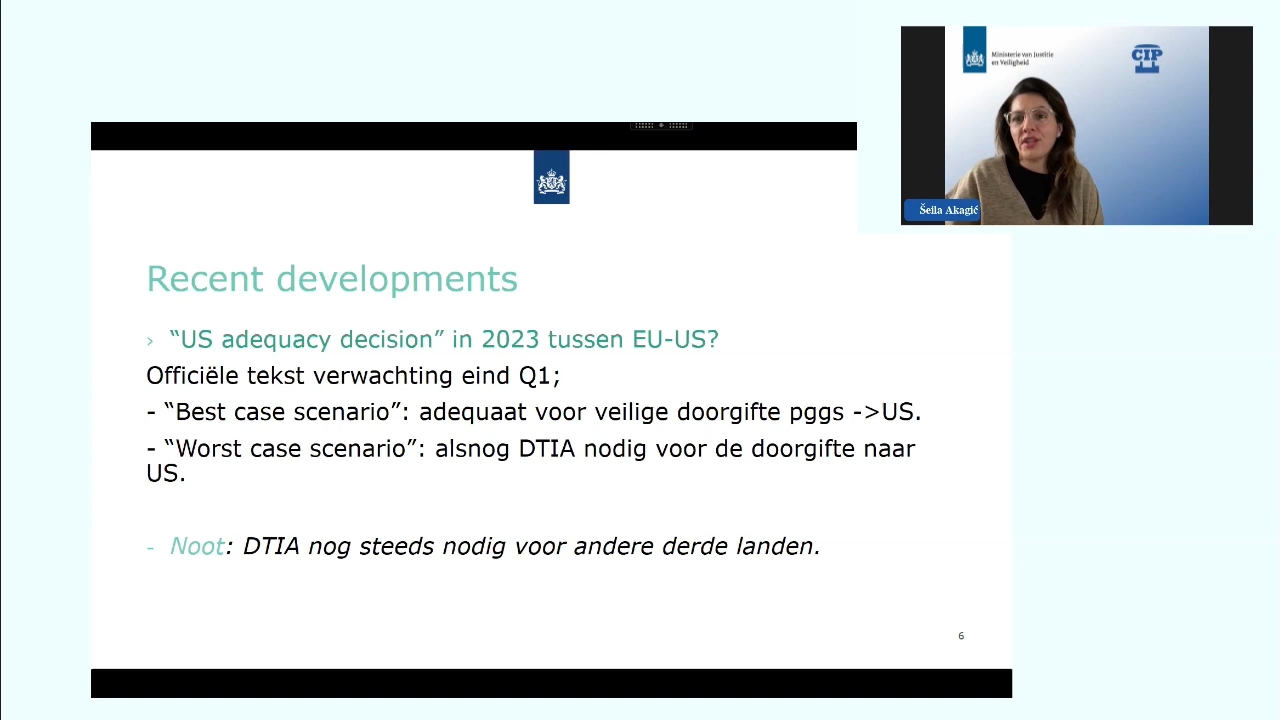 Ministerie van Justitie
en Veiligheid
CIP
Šeila Akagić
Recent developments
› “US adequacy decision” in 2023 tussen EU-US?
Officiële tekst verwachting eind Q1;
- “Best case scenario”: adequaat voor veilige doorgifte pggs ->US.
- “Worst case scenario”: alsnog DTIA nodig voor de doorgifte naar
US.
- Noot: DTIA nog steeds nodig voor andere derde landen.
6